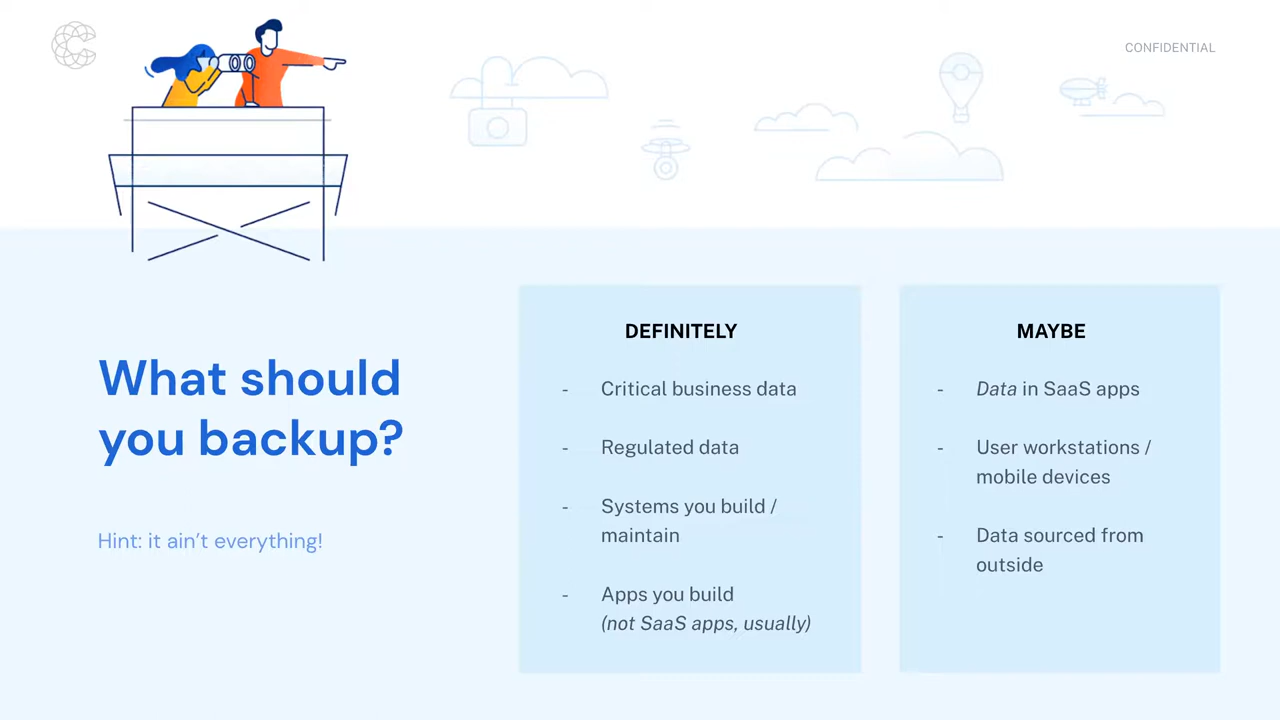 CONFIDENTIAL
What should
you backup?
Hint: it ain't everything!
DEFINITELY
- Critical business data
- Regulated data
- Systems you build /
maintain
- Apps you build
(not SaaS apps, usually)
MAYBE
- Data in SaaS apps
- User workstations /
mobile devices
- Data sourced from
outside